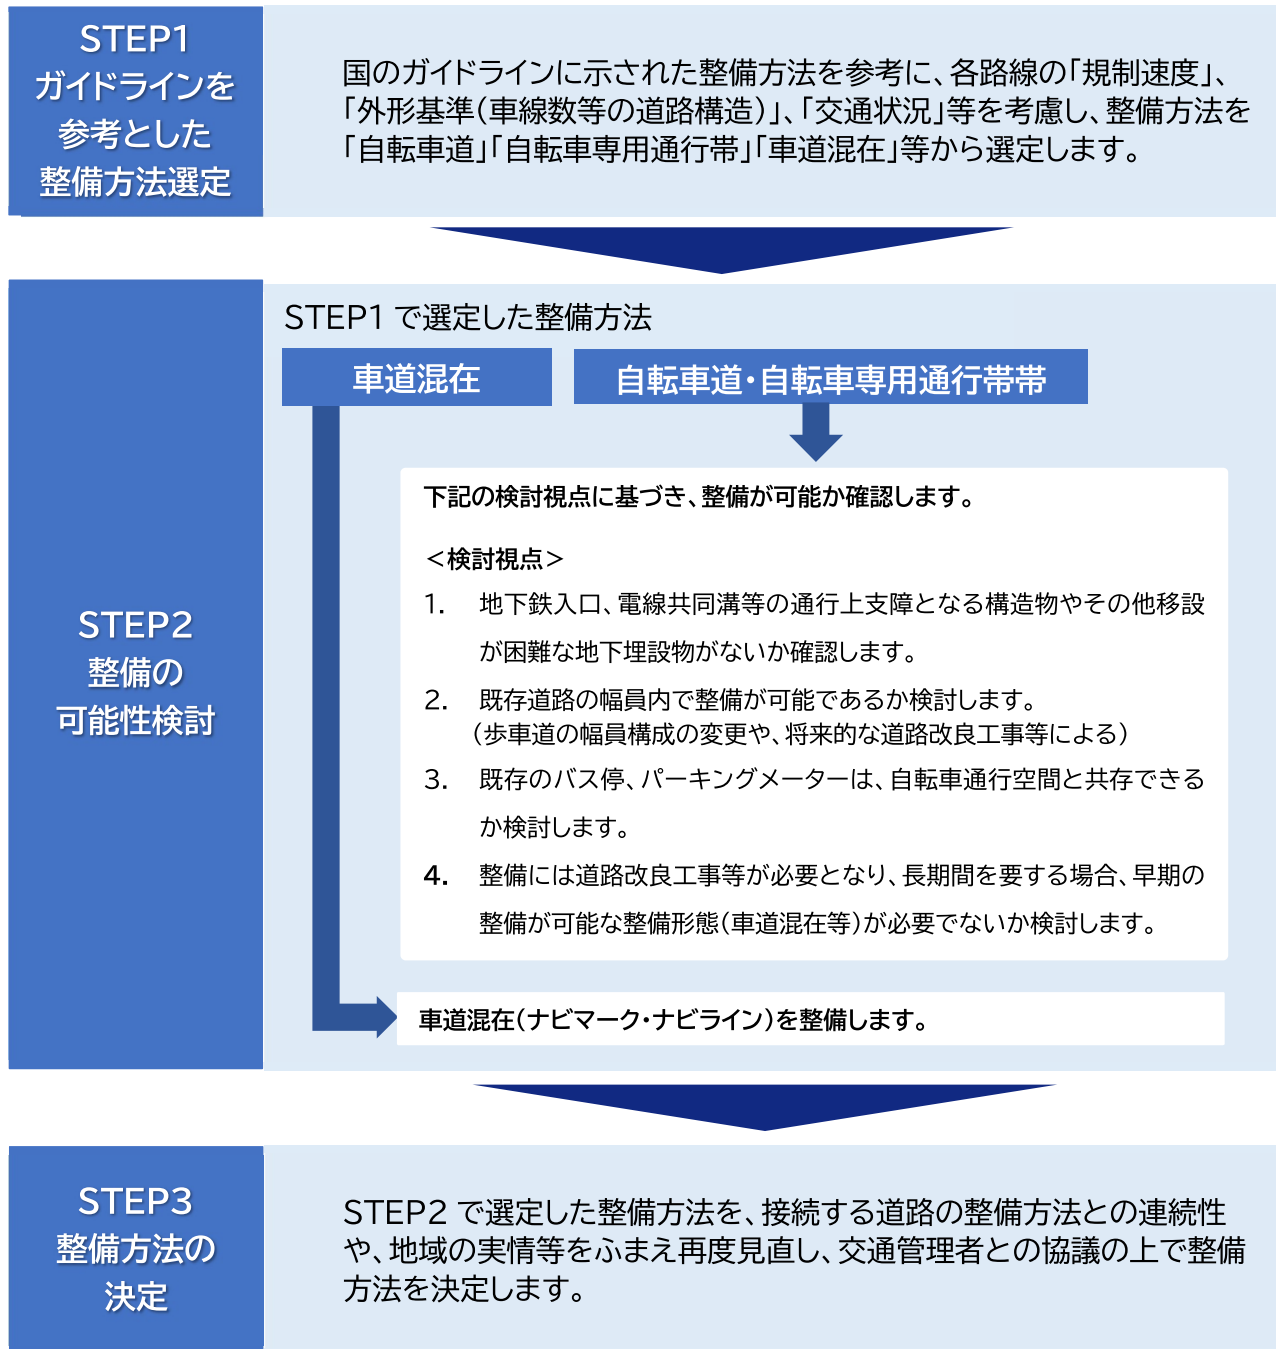 STEP1
ガイドラインを
参考とした
整備方法選定
国のガイドラインに示された整備方法を参考に、各路線の「規制速度」、
「外形基準（車線数等の道路構造）」、「交通状況」等を考慮し、整備方法を
「自転車道」「自転車専用通行帯」「車道混在」等から選定します。
STEP2
整備の
可能性検討
STEP1 で選定した整備方法
車道混在
自転車道・自転車専用通行帯帯
下記の検討視点に基づき、整備が可能か確認します。
＜検討視点＞
1. 地下鉄入口、電線共同溝等の通行上支障となる構造物やその他移設
が困難な地下埋設物がないか確認します。
2. 既存道路の幅員内で整備が可能であるか検討します。
（歩車道の幅員構成の変更や、将来的な道路改良工事等による）
3. 既存のバス停、パーキングメーターは、自転車通行空間と共存できる
か検討します。
4. 整備には道路改良工事等が必要となり、長期間を要する場合、早期の
整備が可能な整備形態（車道混在等）が必要でないか検討します。
車道混在（ナビマーク・ナビライン）を整備します。
STEP3
整備方法の
決定
STEP2 で選定した整備方法を、接続する道路の整備方法との連続性
や、地域の実情等をふまえ再度見直し、交通管理者との協議の上で整備
方法を決定します。